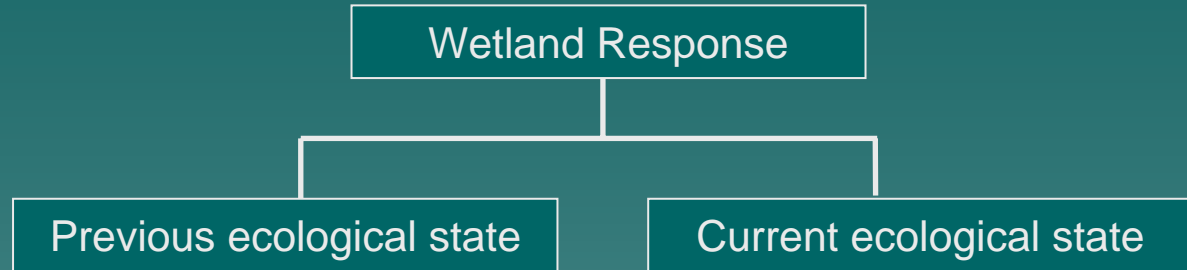 Wetland Response
Previous ecological state
Current ecological state